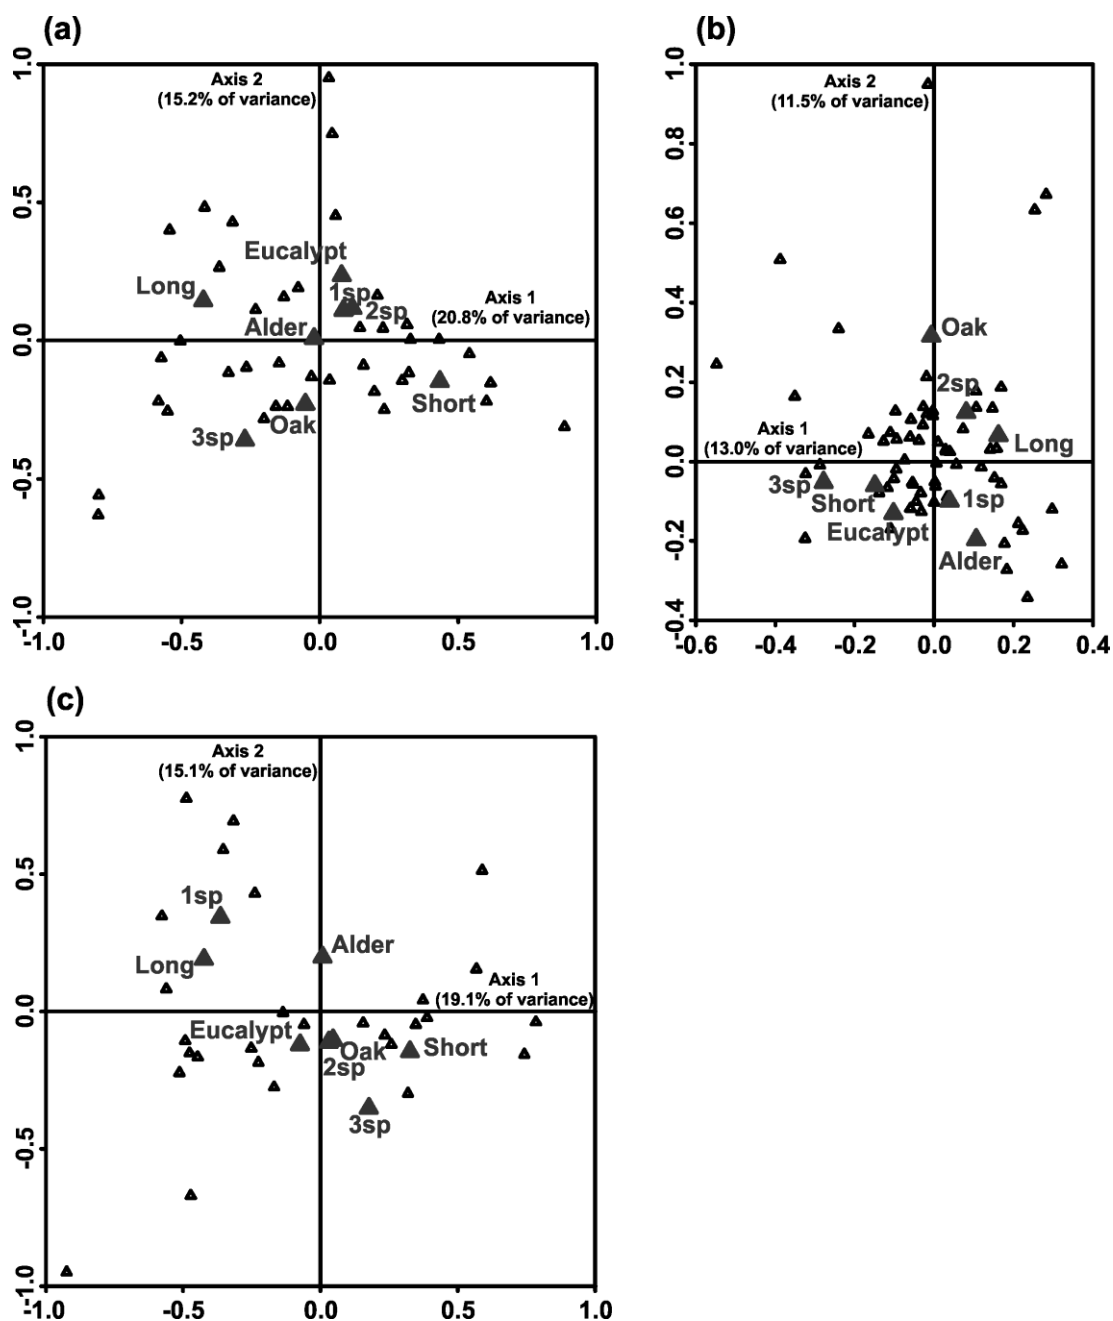 (a)
1.0
0.5
0.0
-0.5
-1.0
Axis 2
(15.2% of variance)
Eucalypt
Long
1sp
2sp
Alder
Axis 1
(20.8% of variance)
Short
Oak
3sp
-1.0 -0.5 0.0 0.5 1.0
(b)
1.0
0.8
0.6
0.4
0.2
0.0
-0.2
-0.4
Axis 2
(11.5% of variance)
Oak
2sp
Axis 1
(13.0% of variance)
Long
3sp
Short
1sp
Eucalypt
Alder
-0.6 -0.4 -0.2 0.0 0.2 0.4
(c)
1.0
0.5
0.0
-0.5
-1.0
Axis 2
(15.1% of variance)
1sp
Alder
Long
Axis 1
(19.1% of variance)
Eucalypt
Oak
Short
2sp
3sp
-1.0 -0.5 0.0 0.5 1.0